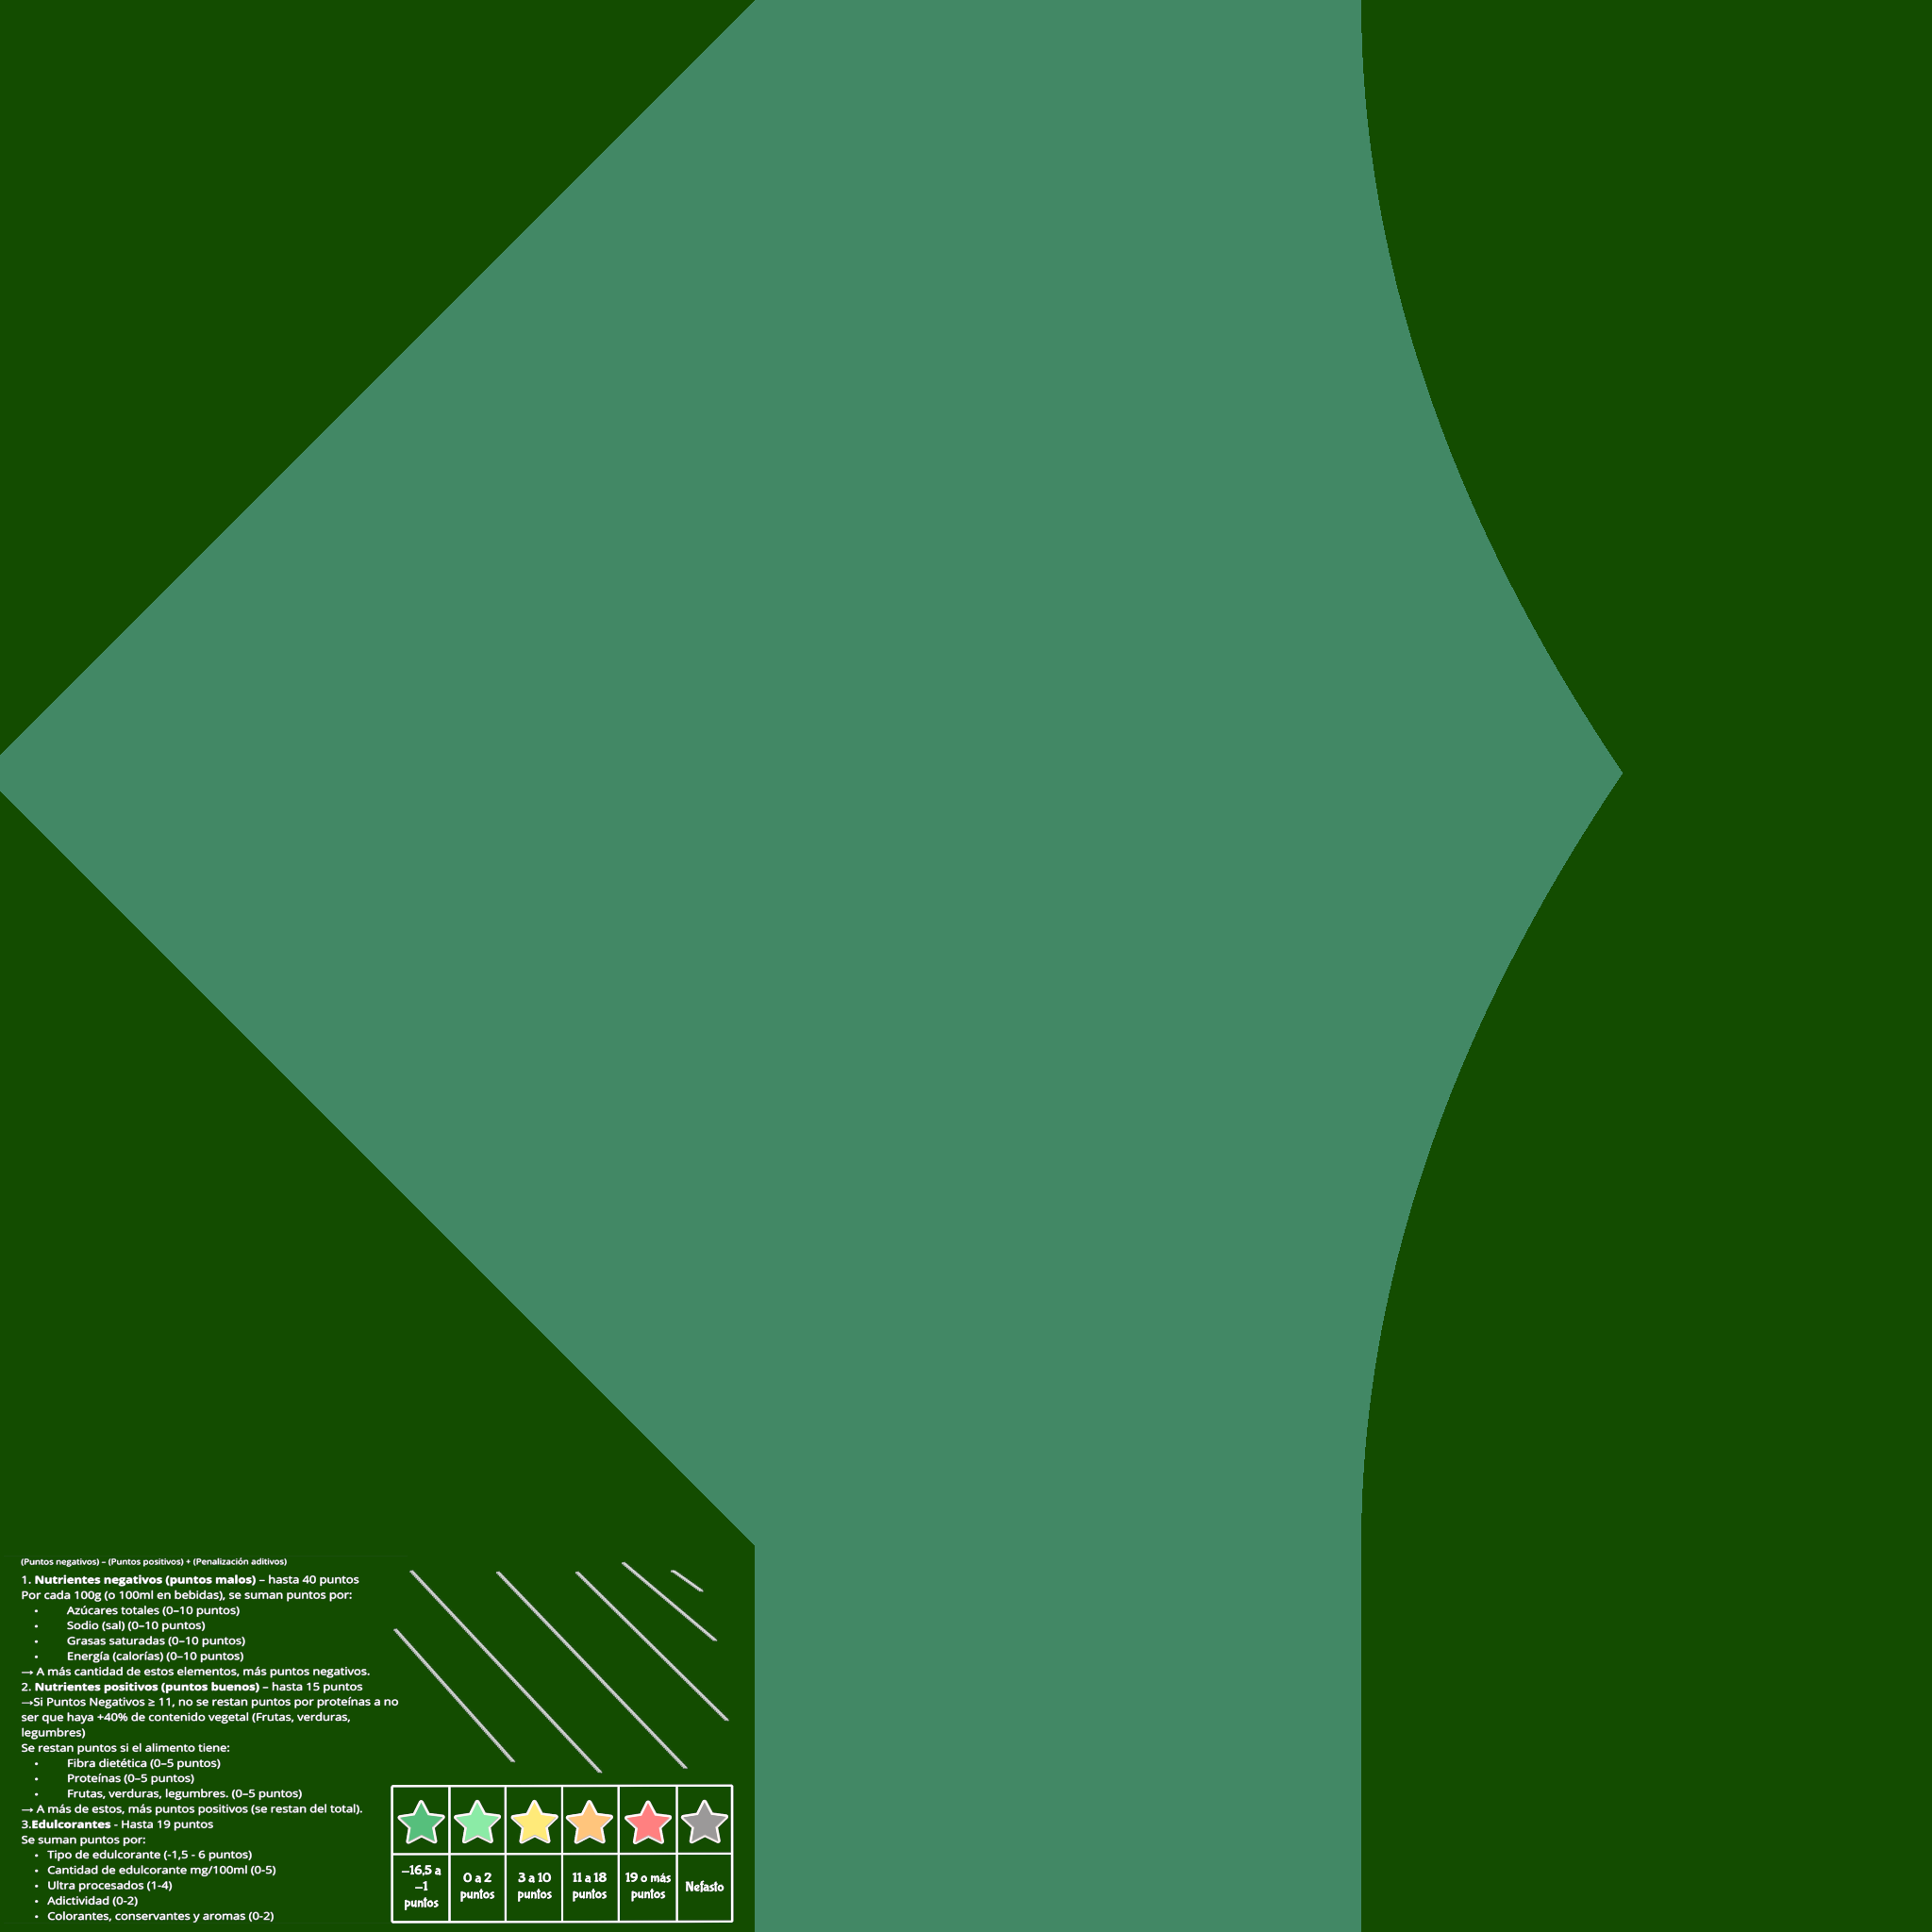 (Puntos negativos) – (Puntos positivos) + (Penalización aditivos)
1. Nutrientes negativos (puntos malos) – hasta 40 puntos
Por cada 100g (o 100ml en bebidas), se suman puntos por:
• Azúcares totales (0–10 puntos)
• Sodio (sal) (0–10 puntos)
• Grasas saturadas (0–10 puntos)
• Energía (calorías) (0–10 puntos)
→ A más cantidad de estos elementos, más puntos negativos.
2. Nutrientes positivos (puntos buenos) – hasta 15 puntos
→Si Puntos Negativos ≥ 11, no se restan puntos por proteínas a no
ser que haya +40% de contenido vegetal (Frutas, verduras,
legumbres)
Se restan puntos si el alimento tiene:
• Fibra dietética (0–5 puntos)
• Proteínas (0–5 puntos)
• Frutas, verduras, legumbres. (0–5 puntos)
→ A más de estos, más puntos positivos (se restan del total).
3.Edulcorantes - Hasta 19 puntos
Se suman puntos por:
• Tipo de edulcorante (-1,5 - 6 puntos)
• Cantidad de edulcorante mg/100ml (0-5)
• Ultra procesados (1-4)
• Adictividad (0-2)
• Colorantes, conservantes y aromas (0-2)
–16,5 a
–1
puntos
0 a 2
puntos
3 a 10
puntos
11 a 18
puntos
19 o más
puntos
Nefasto